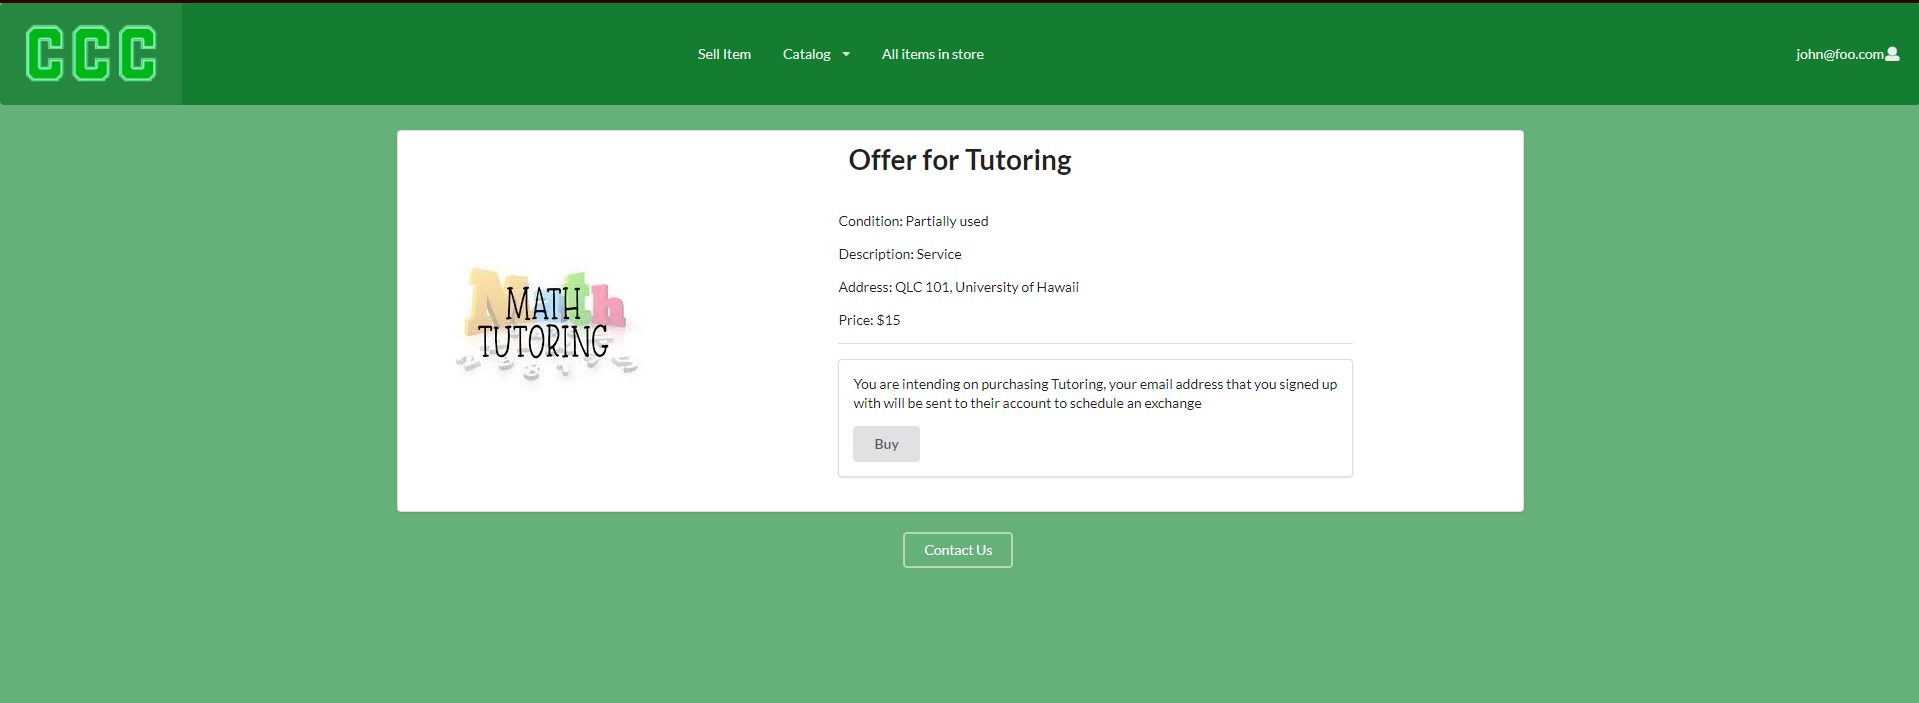 CCC
Sell Item
Catalog
All items in store
john@foo.com
Offer for Tutoring
Condition: Partially used
Description: Service
Address: QLC 101, University of Hawaii
Price: $15
Math
MATH
TUTORING
You are intending on purchasing Tutoring, your email address that you signed up
with will be sent to their account to schedule an exchange
Buy
Contact Us